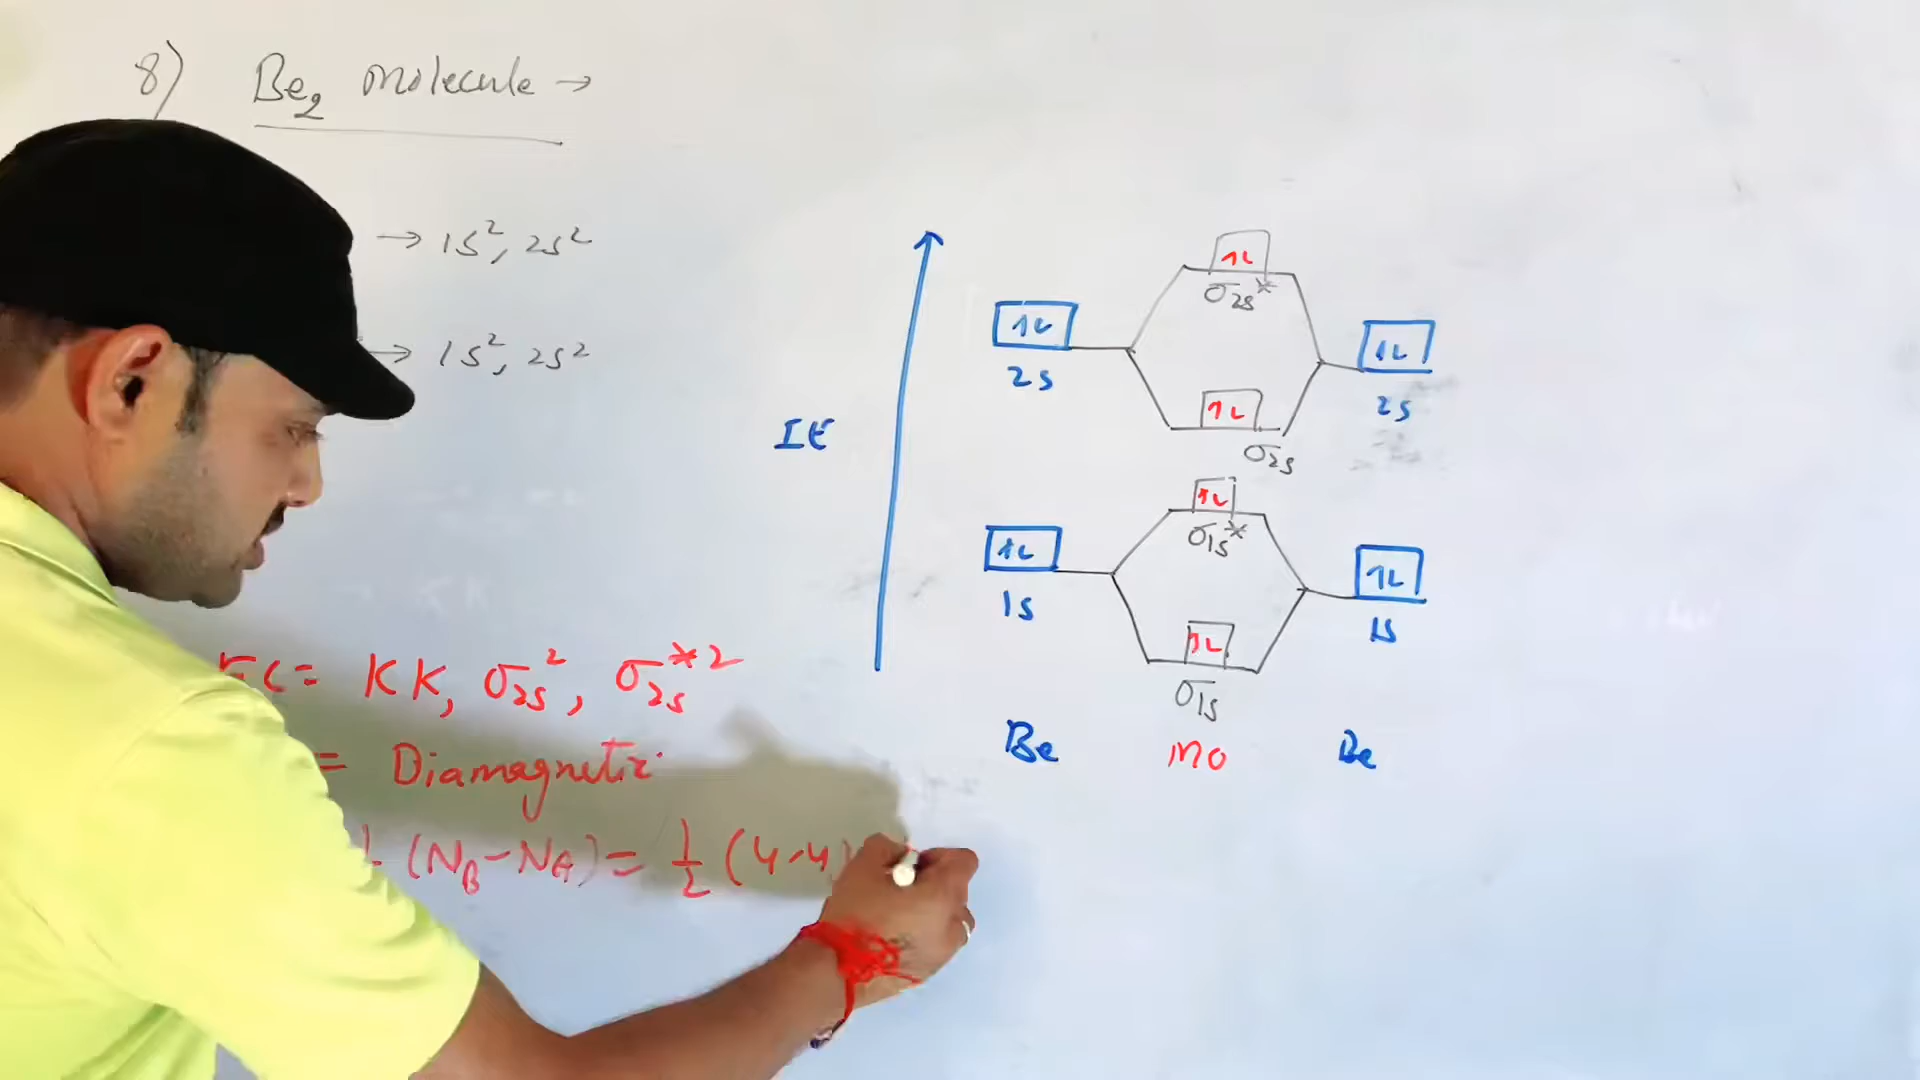 8) Be₂ molecule →
→ 1s², 2s²
→ 1s², 2s²
EC = KK, σ2s², σ2s*²
= Diamagnetic
(NB-NA) = 1/2 (4-4)
IE
1L
σ2s*
1L
2s
1L
2s
1L
σ2s
1L
σ1s*
1L
1s
1L
1s
1L
σ1s
Be MO Be